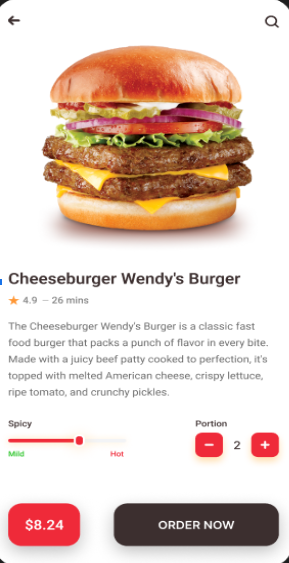 Cheeseburger Wendy's Burger
4.9 – 26 mins
The Cheeseburger Wendy's Burger is a classic fast
food burger that packs a punch of flavor in every bite.
Made with a juicy beef patty cooked to perfection, it's
topped with melted American cheese, crispy lettuce,
ripe tomato, and crunchy pickles.
Spicy
Portion
2
Mild
Hot
$8.24
ORDER NOW